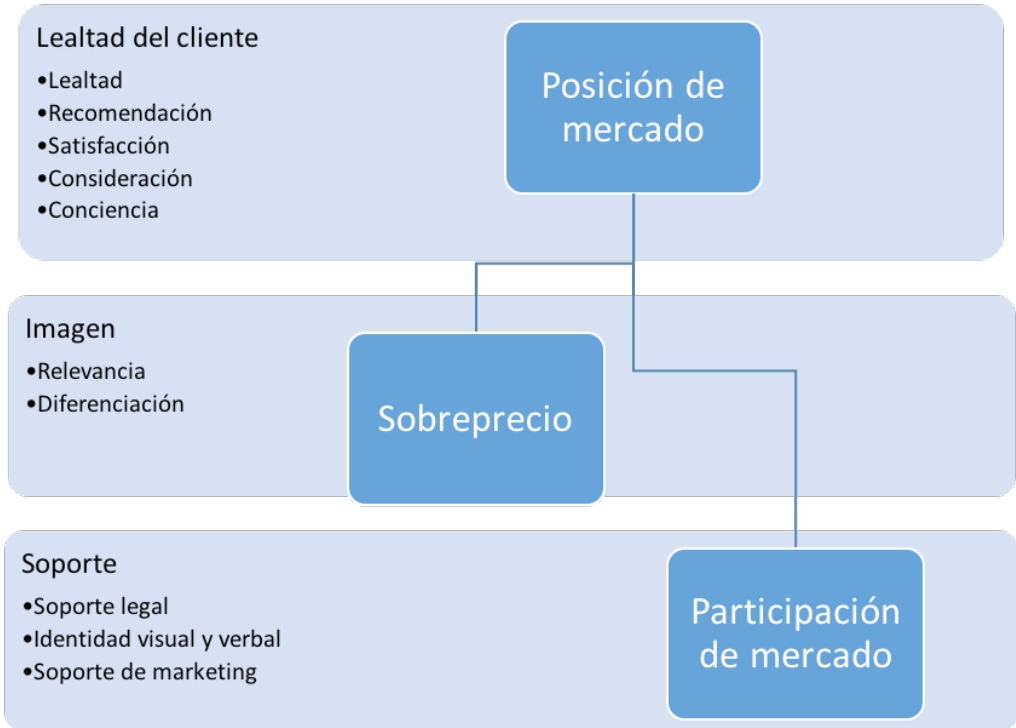 Lealtad del cliente
•Lealtad
•Recomendación
•Satisfacción
•Consideración
•Conciencia
Posición de
mercado
Imagen
•Relevancia
•Diferenciación
Sobreprecio
Soporte
•Soporte legal
•Identidad visual y verbal
•Soporte de marketing
Participación
de mercado